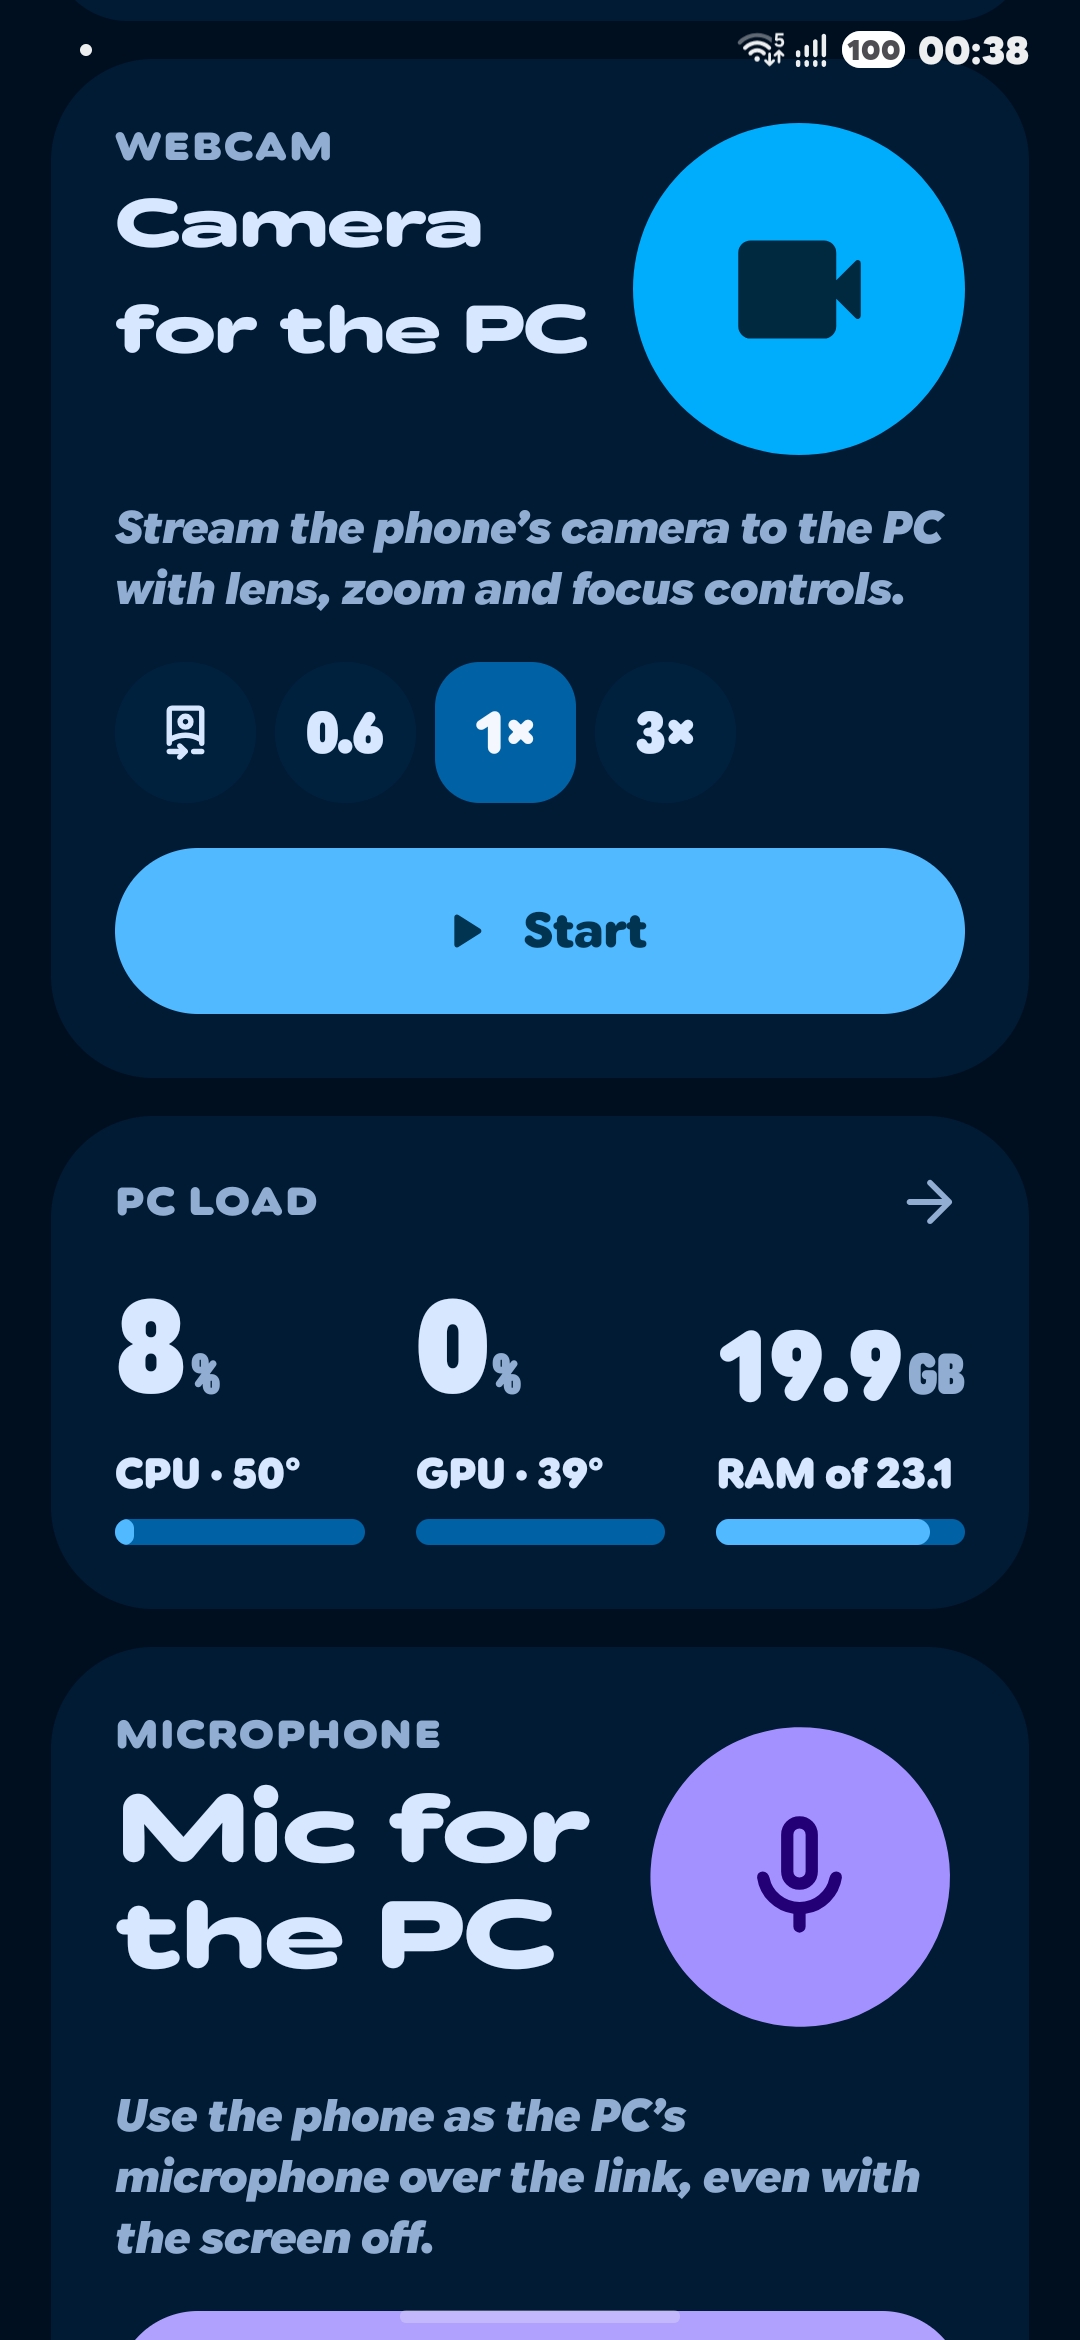 5
100 00:38
WEBCAM
Camera
for the PC
Stream the phone’s camera to the PC
with lens, zoom and focus controls.
0.6 1× 3×
Start
PC LOAD
8% 0% 19.9GB
CPU · 50° GPU · 39° RAM of 23.1
MICROPHONE
Mic for
the PC
Use the phone as the PC’s
microphone over the link, even with
the screen off.